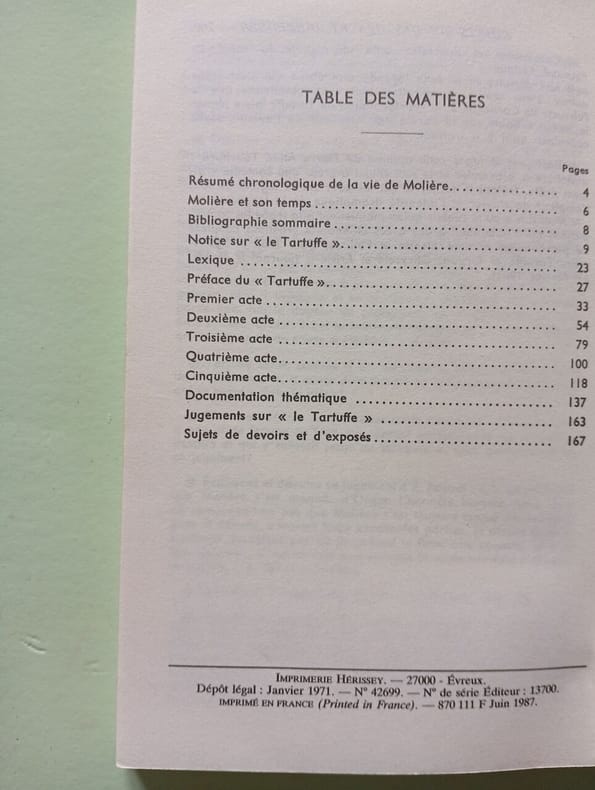 TABLE DES MATIÈRES
Pages
Résumé chronologique de la vie de Molière................. 4
Molière et son temps ..................................... 6
Bibliographie sommaire ................................... 8
Notice sur « le Tartuffe »................................ 9
Lexique .................................................. 23
Préface du « Tartuffe »................................... 27
Premier acte ............................................. 33
Deuxième acte ............................................ 54
Troisième acte ........................................... 79
Quatrième acte............................................ 100
Cinquième acte............................................ 118
Documentation thématique ................................. 137
Jugements sur « le Tartuffe » ............................ 163
Sujets de devoirs et d'exposés............................ 167
IMPRIMERIE HÉRISSEY. — 27000 - Évreux.
Dépôt légal : Janvier 1971. — N° 42699. — N° de série Éditeur : 13700.
IMPRIMÉ EN FRANCE (Printed in France). — 870 111 F Juin 1987.